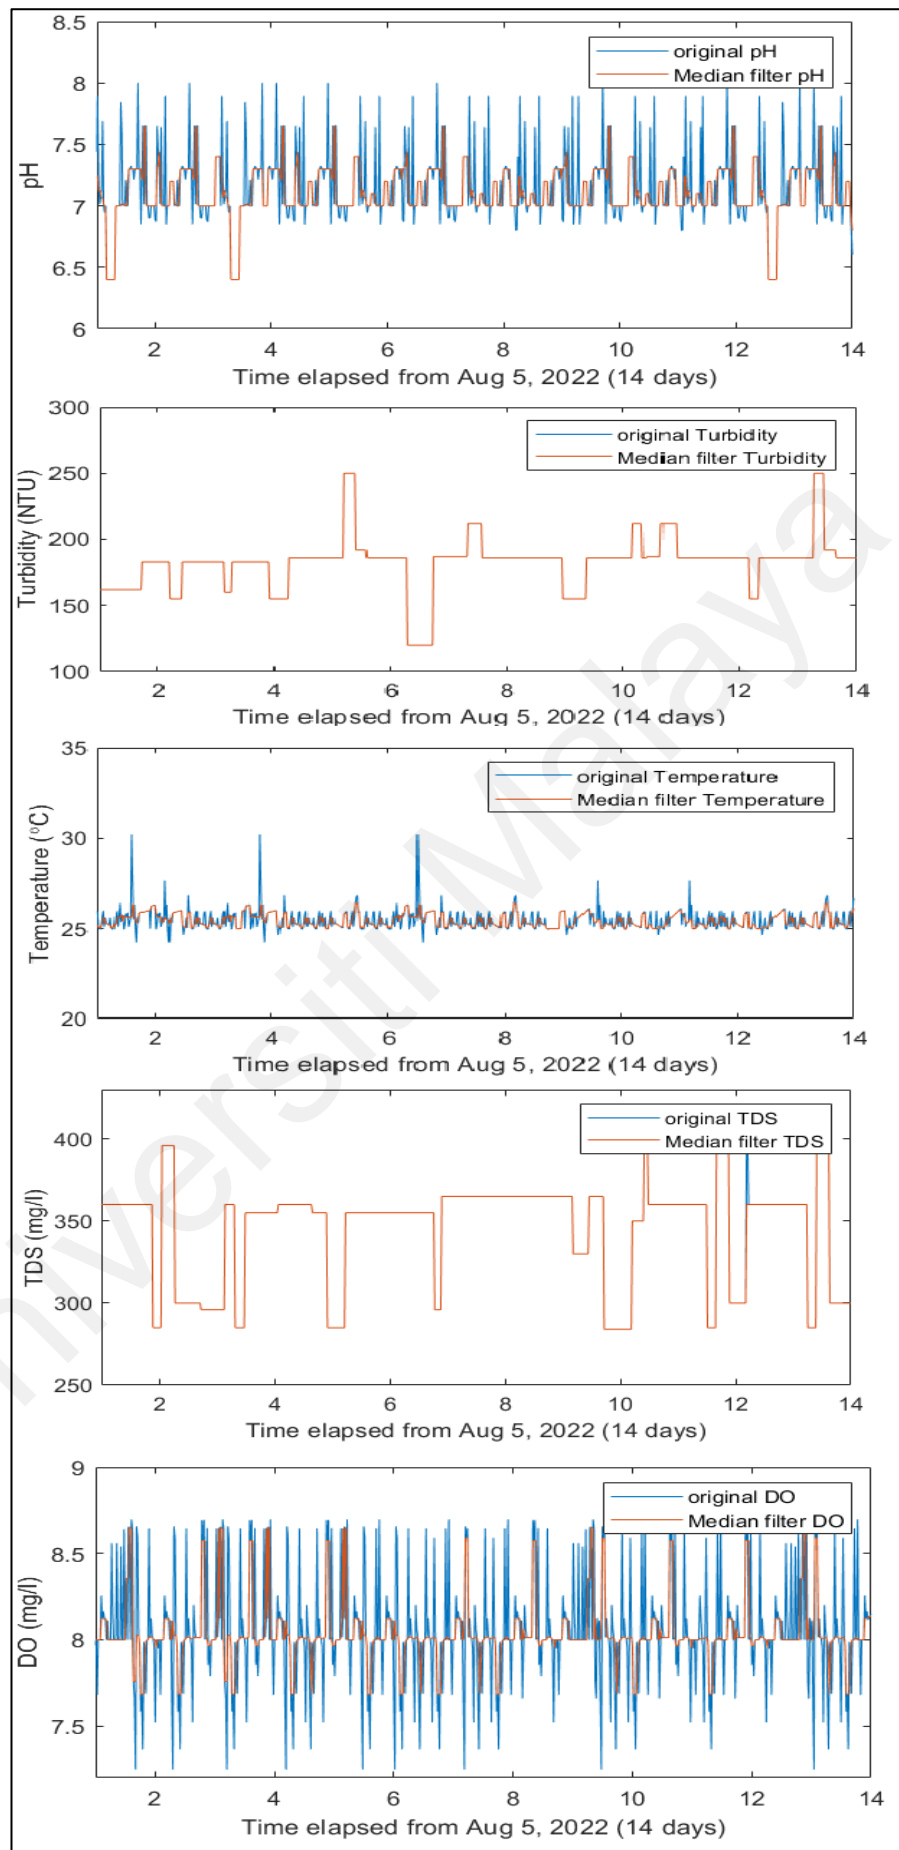 8.5
8
7.5
7
6.5
6
pH
original pH
Median filter pH
2 4 6 8 10 12 14
Time elapsed from Aug 5, 2022 (14 days)
300
250
200
150
100
Turbidity (NTU)
original Turbidity
Median filter Turbidity
2 4 6 8 10 12 14
Time elapsed from Aug 5, 2022 (14 days)
35
30
25
20
Temperature (°C)
original Temperature
Median filter Temperature
2 4 6 8 10 12 14
Time elapsed from Aug 5, 2022 (14 days)
400
350
300
250
TDS (mg/l)
original TDS
Median filter TDS
2 4 6 8 10 12 14
Time elapsed from Aug 5, 2022 (14 days)
9
8.5
8
7.5
DO (mg/l)
original DO
Median filter DO
2 4 6 8 10 12 14
Time elapsed from Aug 5, 2022 (14 days)
niversiti Malaya